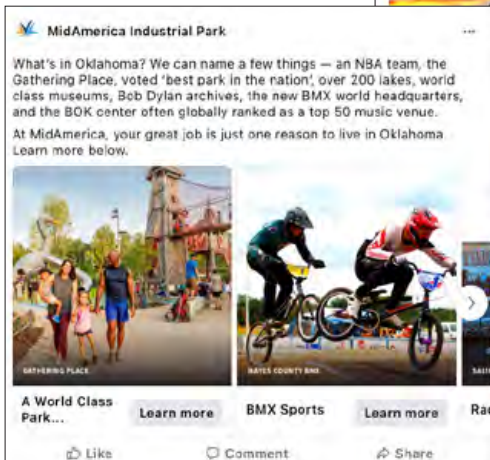 MidAmerica Industrial Park
What's in Oklahoma? We can name a few things — an NBA team, the
Gathering Place, voted 'best park in the nation', over 200 lakes, world
class museums, Bob Dylan archives, the new BMX world headquarters,
and the BOK center often globally ranked as a top 50 music venue.
At MidAmerica, your great job is just one reason to live in Oklahoma.
Learn more below.
GATHERING PLACE
COUNTY BMX
A World Class
Park...
Learn more
BMX Sports
Learn more
Like
Comment
Share